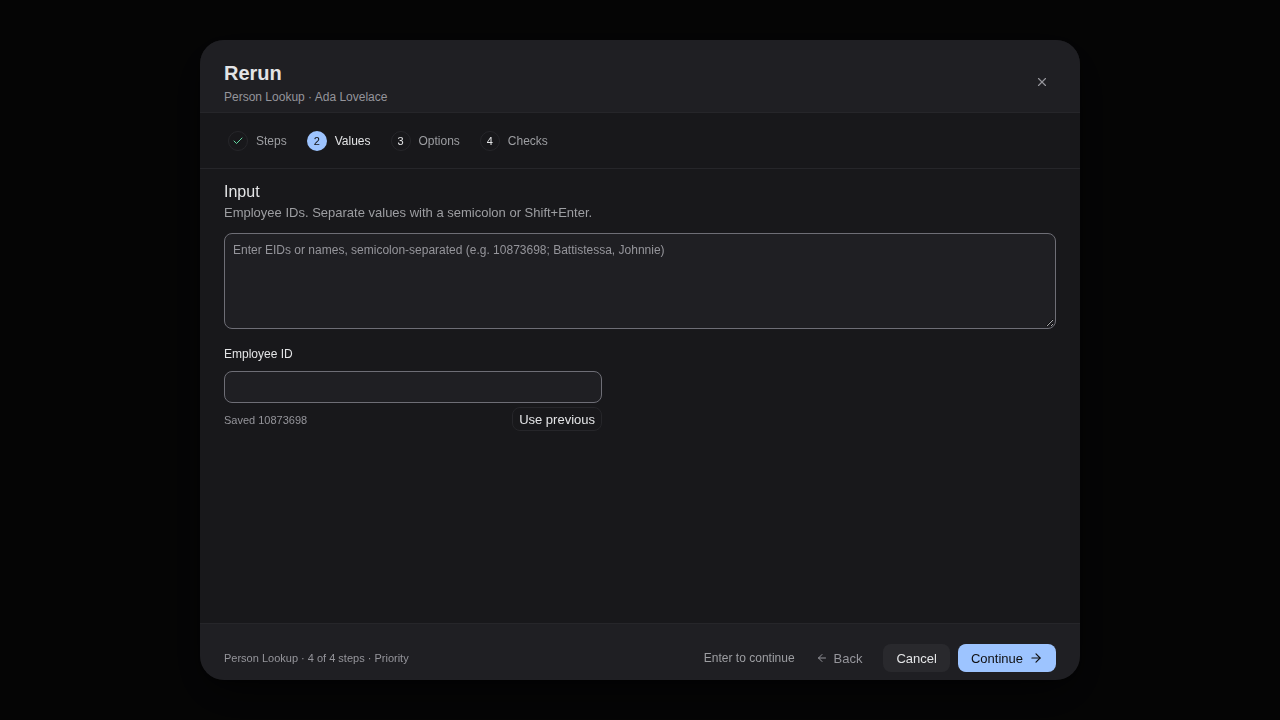 Rerun
Person Lookup · Ada Lovelace
Steps
2 Values
3 Options
4 Checks
Input
Employee IDs. Separate values with a semicolon or Shift+Enter.
Enter EIDs or names, semicolon-separated (e.g. 10873698; Battistessa, Johnnie)
Employee ID
Saved 10873698
Use previous
Person Lookup · 4 of 4 steps · Priority
Enter to continue
Back
Cancel
Continue